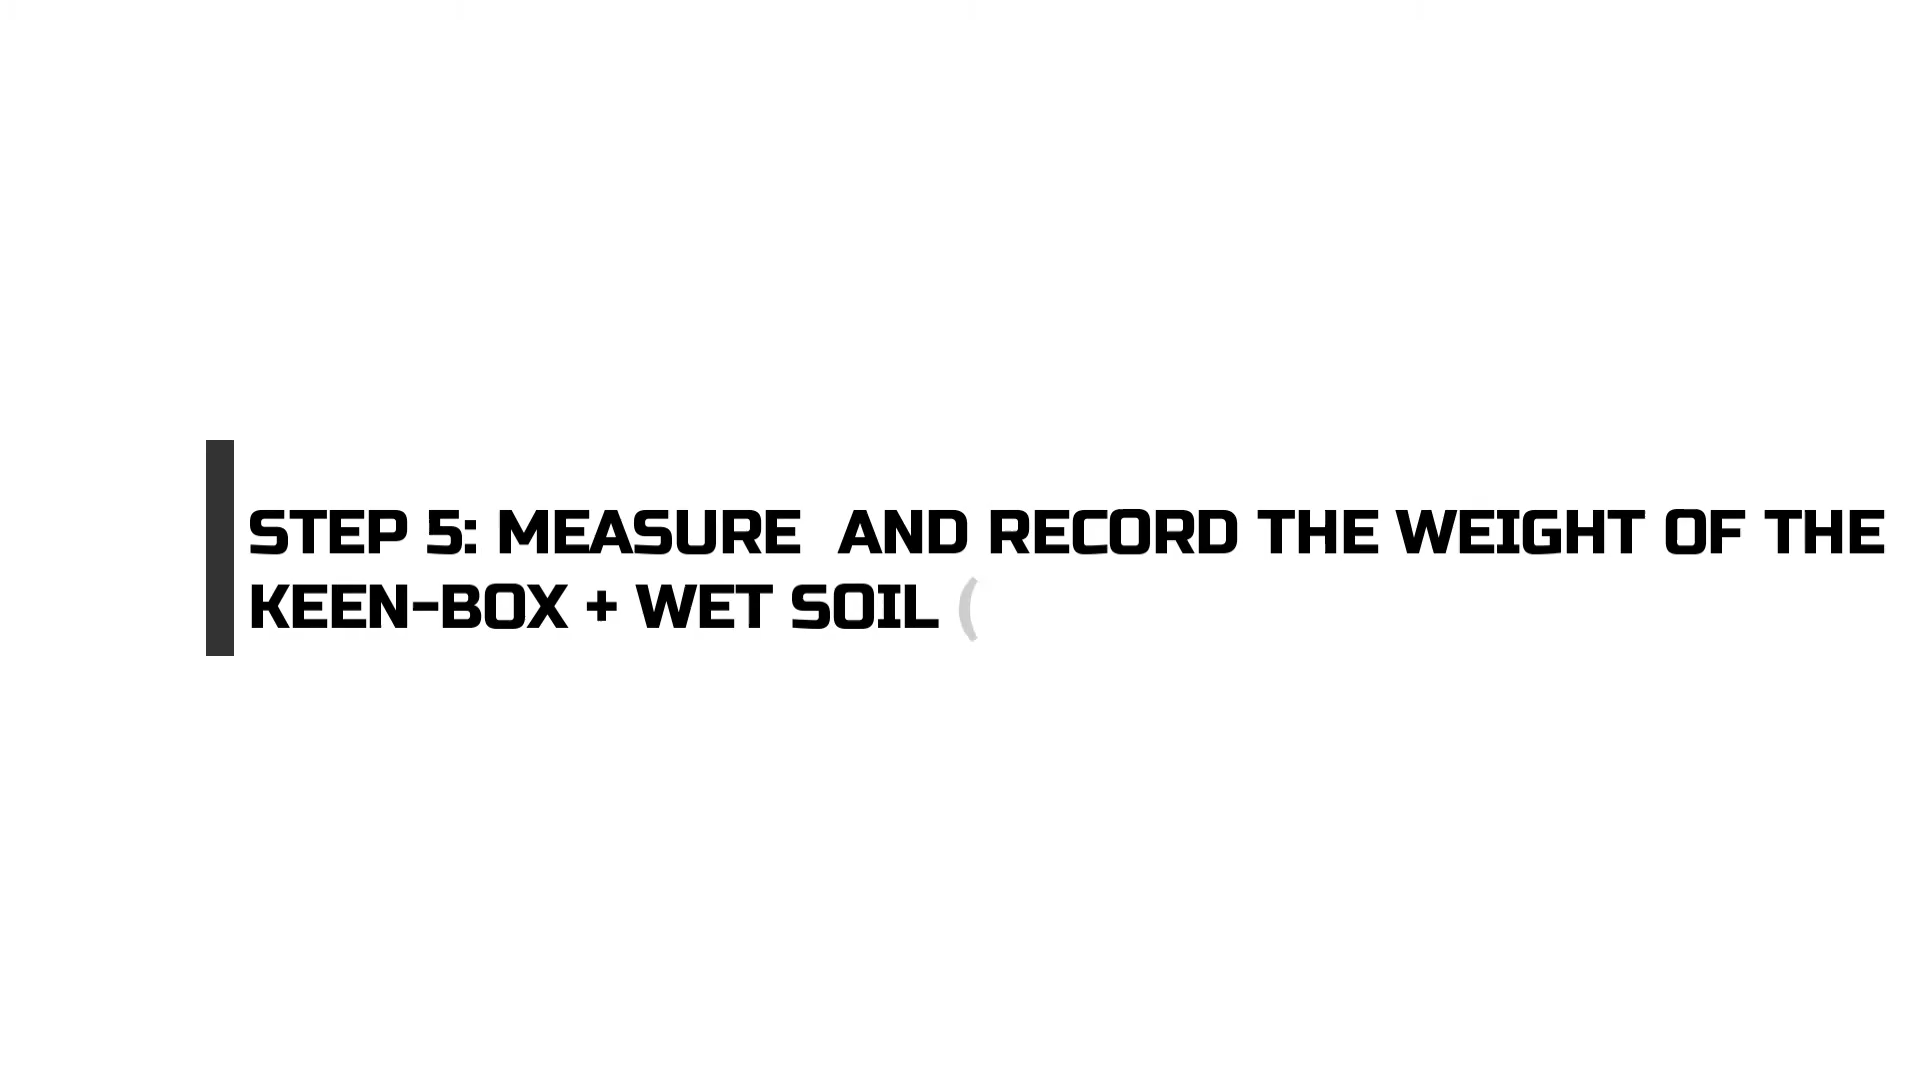 STEP 5: MEASURE  AND RECORD THE WEIGHT OF THE
KEEN-BOX + WET SOIL (